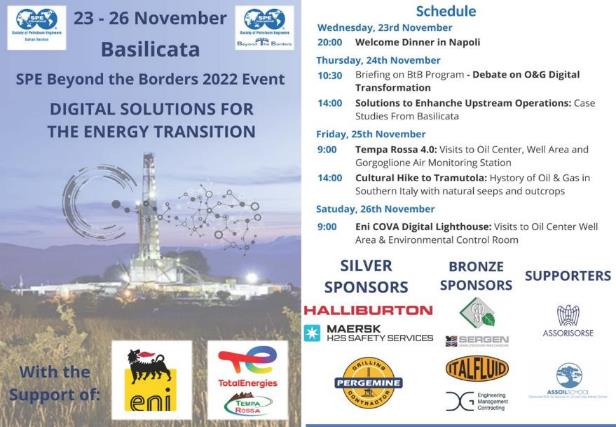 SPE
Society of Petroleum Engineers
Italian Section
23 - 26 November
Basilicata
SPE
Society of Petroleum Engineers
Beyond The Borders
SPE Beyond the Borders 2022 Event
DIGITAL SOLUTIONS FOR
THE ENERGY TRANSITION
With the
Support of:
eni
TotalEnergies
TEMPA
ROSSA
Schedule
Wednesday, 23rd November
20:00 Welcome Dinner in Napoli
Thursday, 24th November
10:30 Briefing on BtB Program - Debate on O&G Digital
Transformation
14:00 Solutions to Enhanche Upstream Operations: Case
Studies From Basilicata
Friday, 25th November
9:00 Tempa Rossa 4.0: Visits to Oil Center, Well Area and
Gorgoglione Air Monitoring Station
14:00 Cultural Hike to Tramutola: Hystory of Oil & Gas in
Southern Italy with natural seeps and outcrops
Satuday, 26th November
9:00 Eni COVA Digital Lighthouse: Visits to Oil Center Well
Area & Environmental Control Room
SILVER
SPONSORS
HALLIBURTON
MAERSK
H2S SAFETY SERVICES
DRILLING
PERGEMINE
CONTRACTOR
BRONZE
SPONSORS
SERGEN
ITALFLUID
Engineering
Management
Contracting
SUPPORTERS
ASSORISORSE
ASSOILSCHOOL